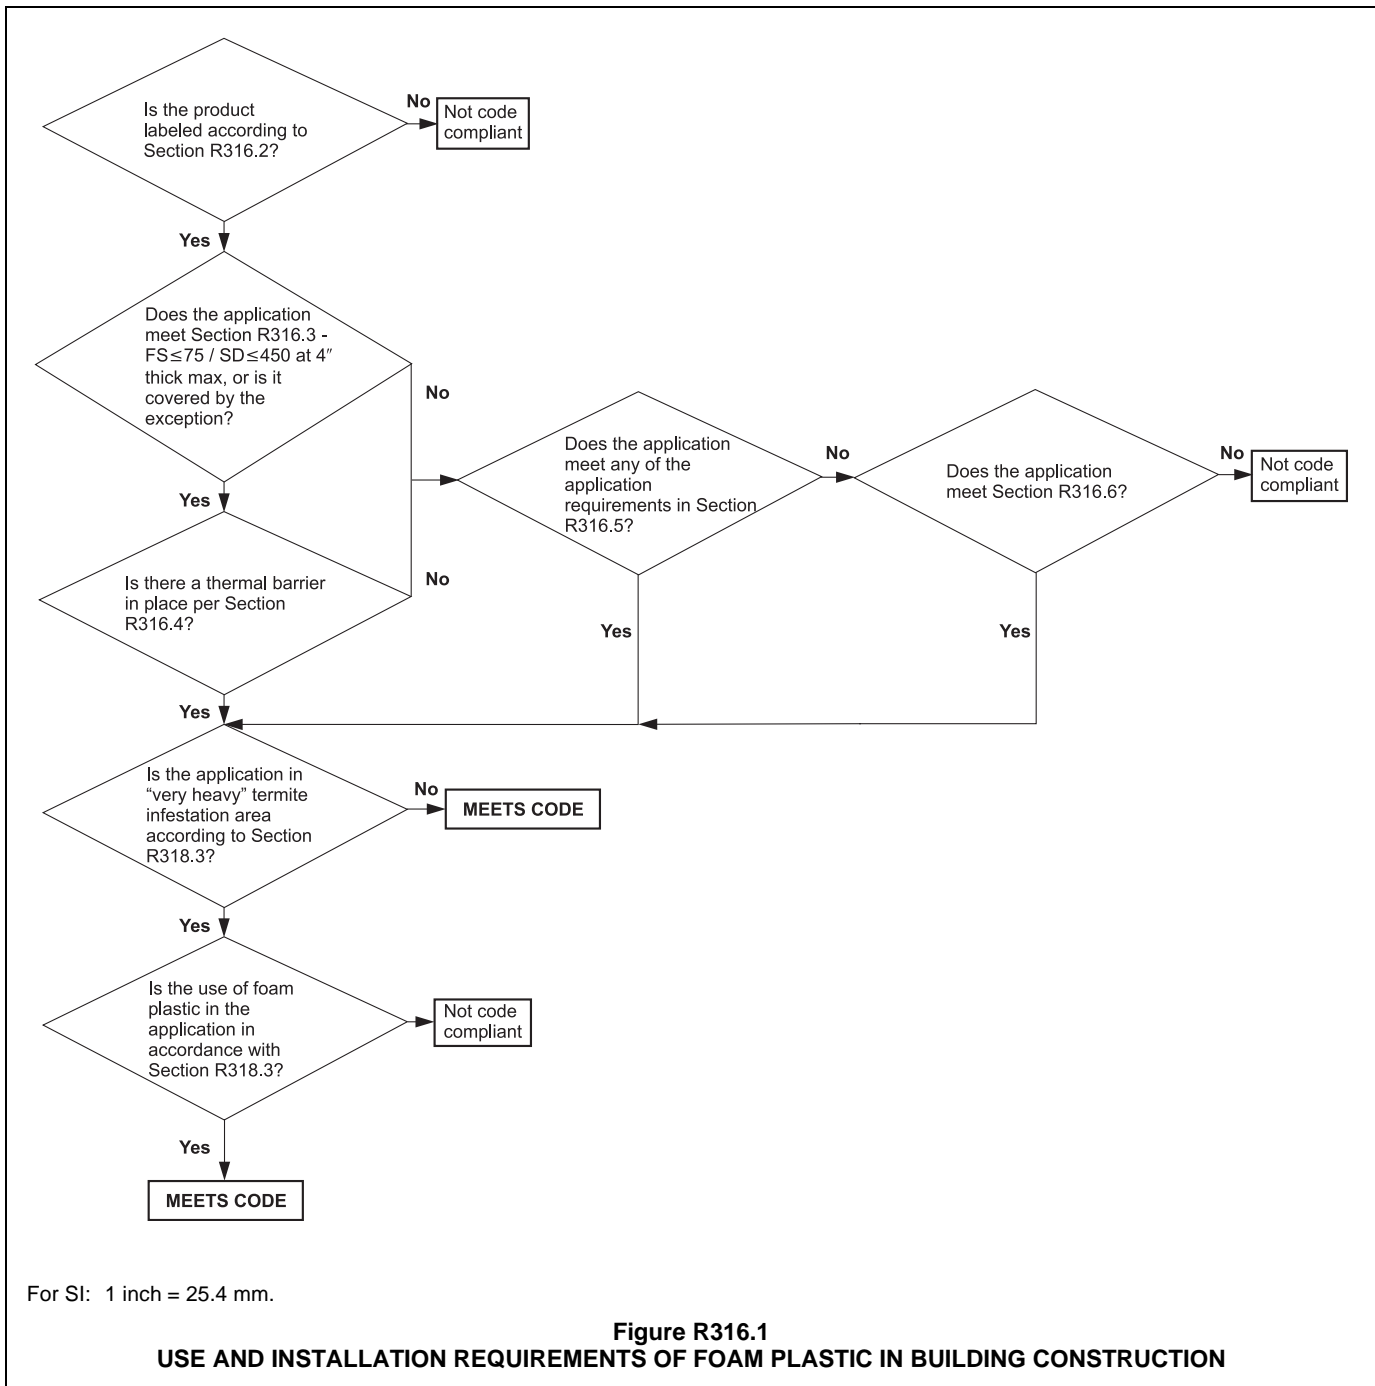 Is the product
labeled according to
Section R316.2?
No
Not code
compliant
Yes
Does the application
meet Section R316.3 -
FS≤75 / SD≤450 at 4″
thick max, or is it
covered by the
exception?
No
Does the application
meet any of the
application
requirements in Section
R316.5?
No
Does the application
meet Section R316.6?
No
Not code
compliant
Yes
Is there a thermal barrier
in place per Section
R316.4?
No
Yes
Yes
Yes
Is the application in
“very heavy” termite
infestation area
according to Section
R318.3?
No
MEETS CODE
Yes
Is the use of foam
plastic in the
application in
accordance with
Section R318.3?
Not code
compliant
Yes
MEETS CODE
For SI: 1 inch = 25.4 mm.
Figure R316.1
USE AND INSTALLATION REQUIREMENTS OF FOAM PLASTIC IN BUILDING CONSTRUCTION